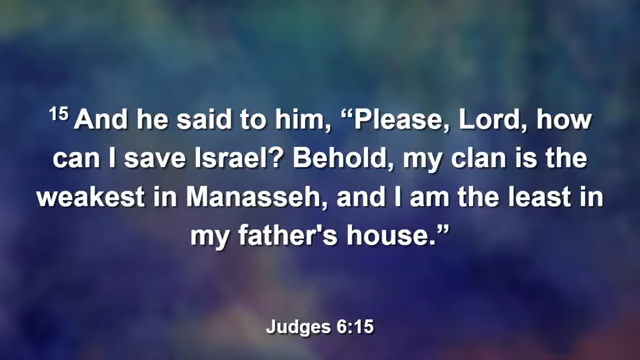 15 And he said to him, “Please, Lord, how
can I save Israel? Behold, my clan is the
weakest in Manasseh, and I am the least in
my father's house.”
Judges 6:15